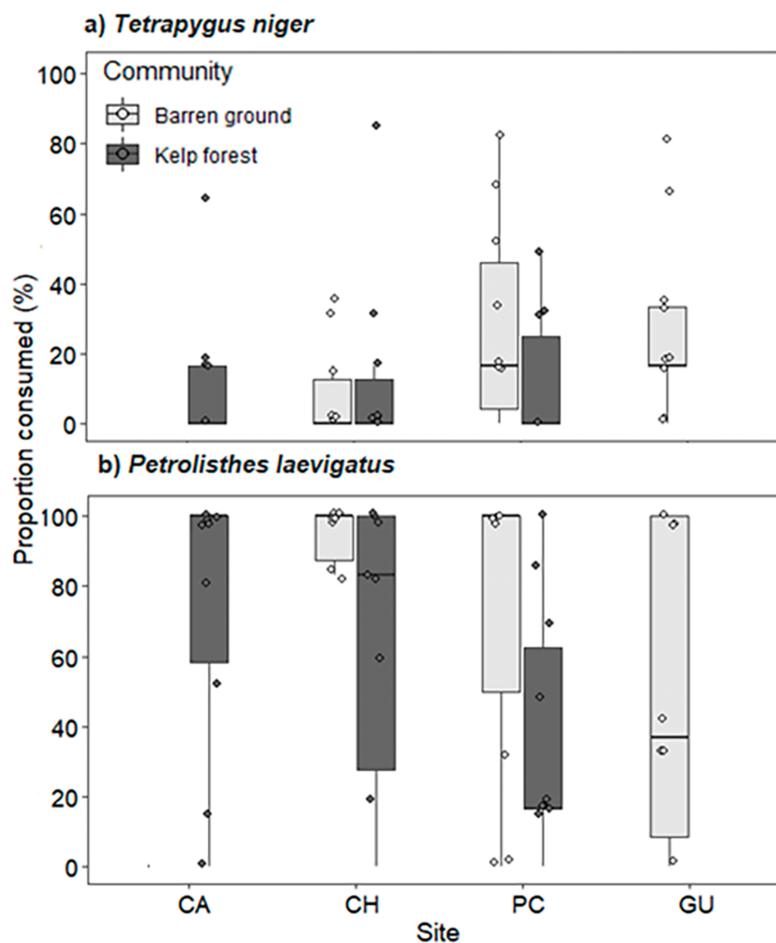 a) Tetrapygus niger
Community
Barren ground
Kelp forest
100
80
60
40
20
0
Proportion consumed (%)
b) Petrolisthes laevigatus
100
80
60
40
20
0
CA CH PC GU
Site